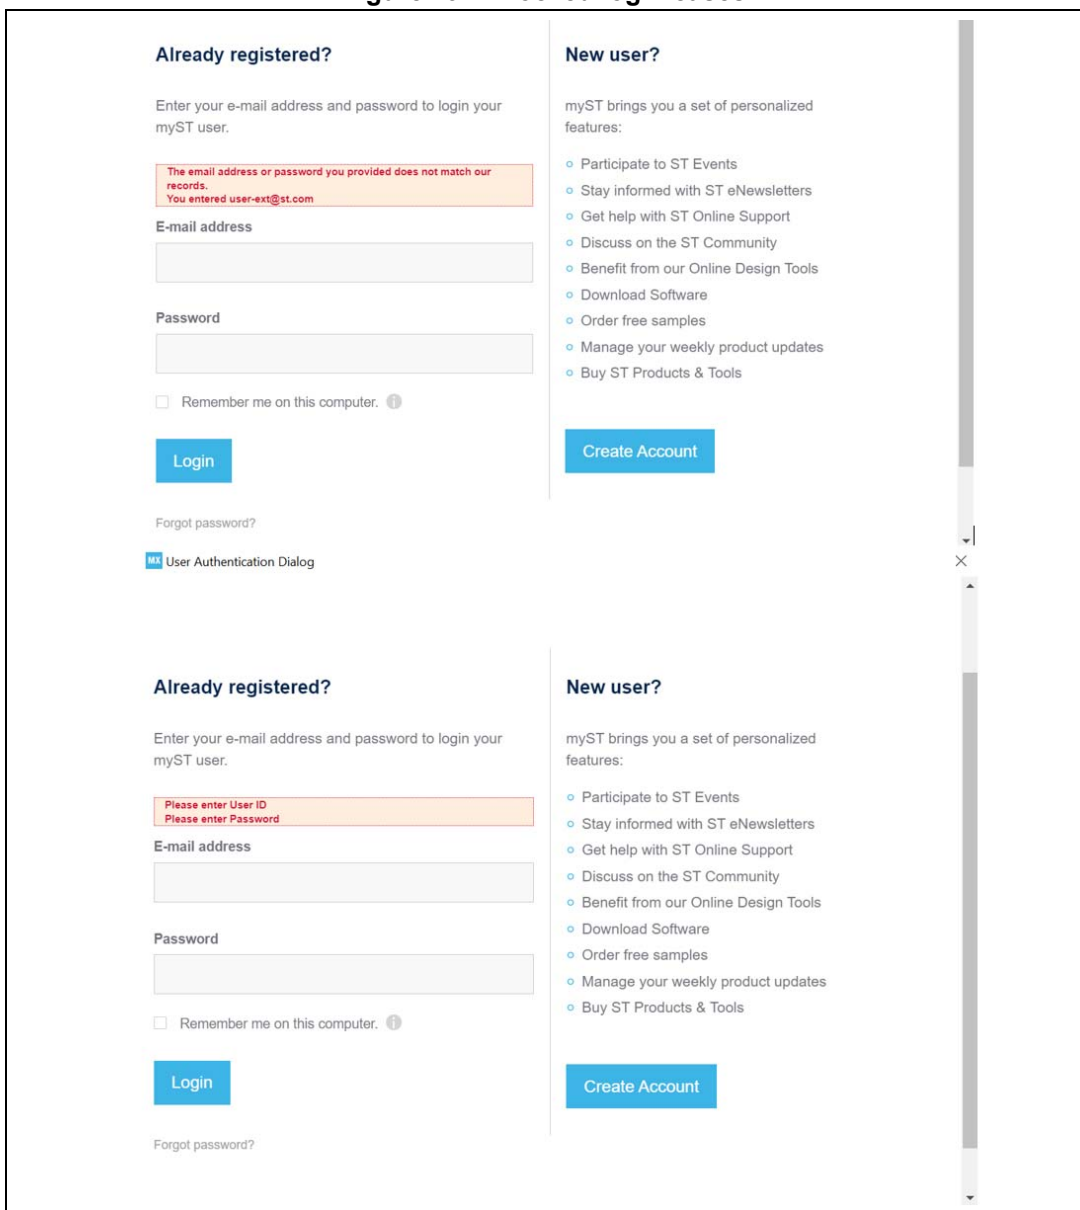 Already registered?
Enter your e-mail address and password to login your
myST user.
The email address or password you provided does not match our
records.
You entered user-ext@st.com
E-mail address
Password
Remember me on this computer.
Login
Forgot password?
New user?
myST brings you a set of personalized
features:
Participate to ST Events
Stay informed with ST eNewsletters
Get help with ST Online Support
Discuss on the ST Community
Benefit from our Online Design Tools
Download Software
Order free samples
Manage your weekly product updates
Buy ST Products & Tools
Create Account
MX User Authentication Dialog
Already registered?
Enter your e-mail address and password to login your
myST user.
Please enter User ID
Please enter Password
E-mail address
Password
Remember me on this computer.
Login
Forgot password?
New user?
myST brings you a set of personalized
features:
Participate to ST Events
Stay informed with ST eNewsletters
Get help with ST Online Support
Discuss on the ST Community
Benefit from our Online Design Tools
Download Software
Order free samples
Manage your weekly product updates
Buy ST Products & Tools
Create Account